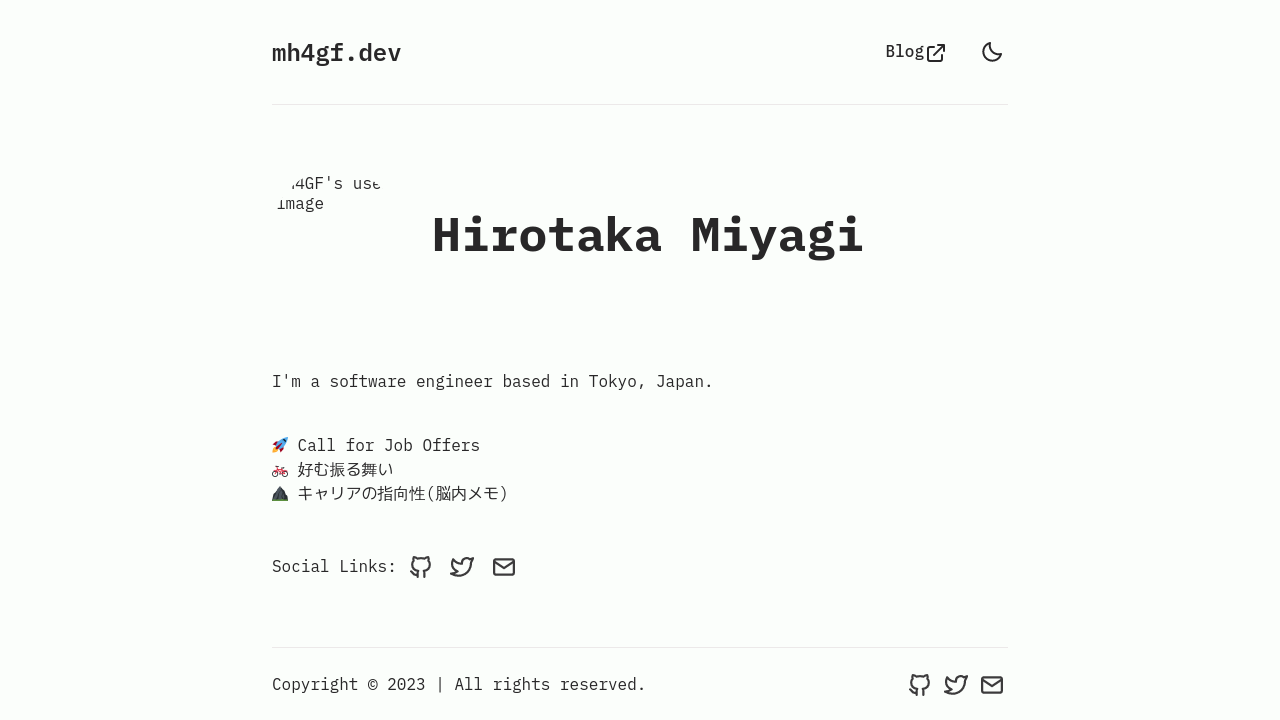 mh4gf.dev
Blog
4GF's use
image
Hirotaka Miyagi
I'm a software engineer based in Tokyo, Japan.
🚀 Call for Job Offers
🚲 好む振る舞い
⛰ キャリアの指向性(脳内メモ)
Social Links:
Copyright © 2023 | All rights reserved.